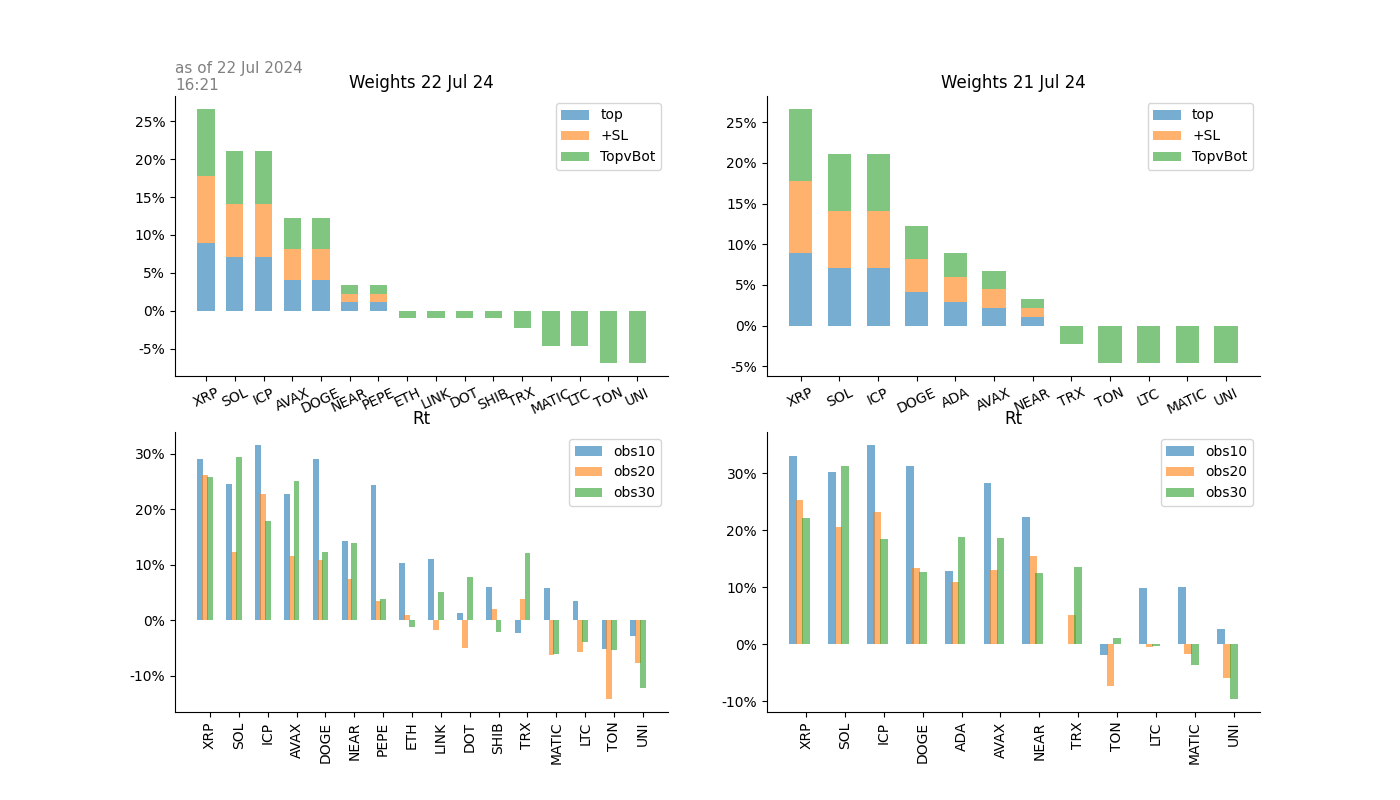 as of 22 Jul 2024
16:21
Weights 22 Jul 24
25%
20%
15%
10%
5%
0%
-5%
top
+SL
TopvBot
XRP SOL ICP AVAX DOGE NEAR PEPE ETH LINK DOT SHIB TRX MATIC LTC TON UNI
Weights 21 Jul 24
25%
20%
15%
10%
5%
0%
-5%
top
+SL
TopvBot
XRP SOL ICP DOGE ADA AVAX NEAR TRX TON LTC MATIC UNI
Rt
30%
20%
10%
0%
-10%
obs10
obs20
obs30
XRP SOL ICP AVAX DOGE NEAR PEPE ETH LINK DOT SHIB TRX MATIC LTC TON UNI
Rt
30%
20%
10%
0%
-10%
obs10
obs20
obs30
XRP SOL ICP DOGE ADA AVAX NEAR TRX TON LTC MATIC UNI